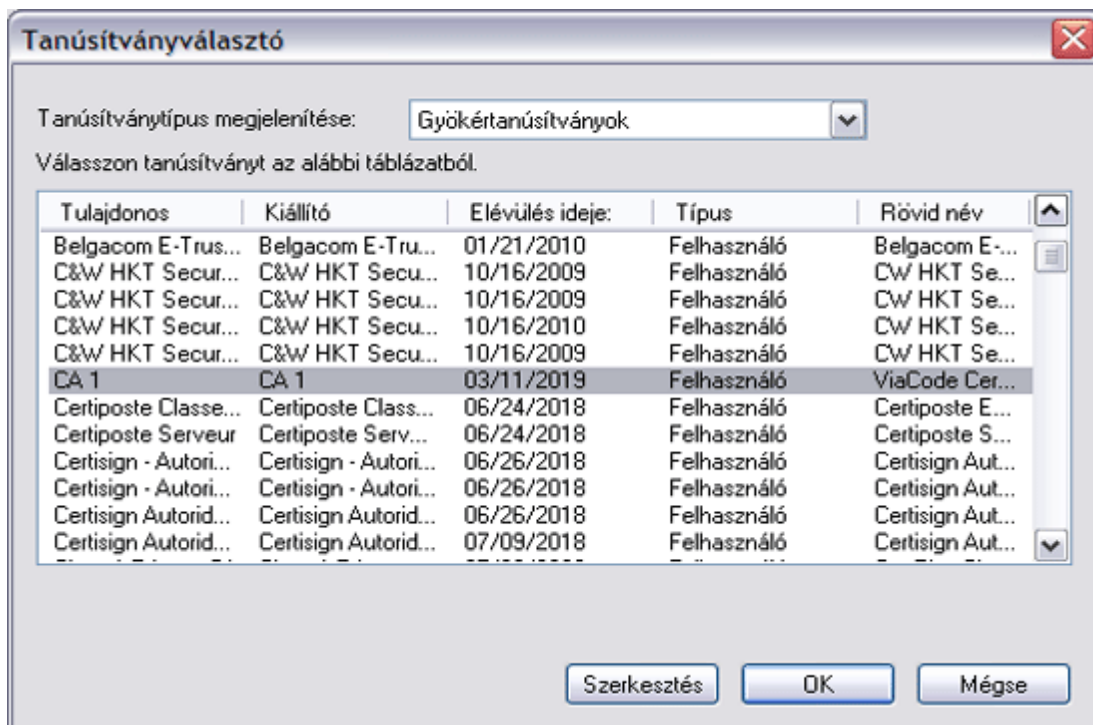 Tanúsítványválasztó
Tanúsítványtípus megjelenítése: Gyökértanúsítványok
Válasszon tanúsítványt az alábbi táblázatból.
Tulajdonos Kiállító Elévülés ideje: Típus Rövid név
Belgacom E-Trus... Belgacom E-Tru... 01/21/2010 Felhasználó Belgacom E-...
C&W HKT Secur... C&W HKT Secu... 10/16/2009 Felhasználó CW HKT Se...
C&W HKT Secur... C&W HKT Secu... 10/16/2009 Felhasználó CW HKT Se...
C&W HKT Secur... C&W HKT Secu... 10/16/2010 Felhasználó CW HKT Se...
C&W HKT Secur... C&W HKT Secu... 10/16/2009 Felhasználó CW HKT Se...
CA 1 CA 1 03/11/2019 Felhasználó ViaCode Cer...
Certiposte Classe... Certiposte Class... 06/24/2018 Felhasználó Certiposte E...
Certiposte Serveur Certiposte Serv... 06/24/2018 Felhasználó Certiposte S...
Certisign - Autori... Certisign - Autori... 06/26/2018 Felhasználó Certisign Aut...
Certisign - Autori... Certisign - Autori... 06/26/2018 Felhasználó Certisign Aut...
Certisign Autorid... Certisign Autorid... 06/26/2018 Felhasználó Certisign Aut...
Certisign Autorid... Certisign Autorid... 07/09/2018 Felhasználó Certisign Aut...
Szerkesztés OK Mégse